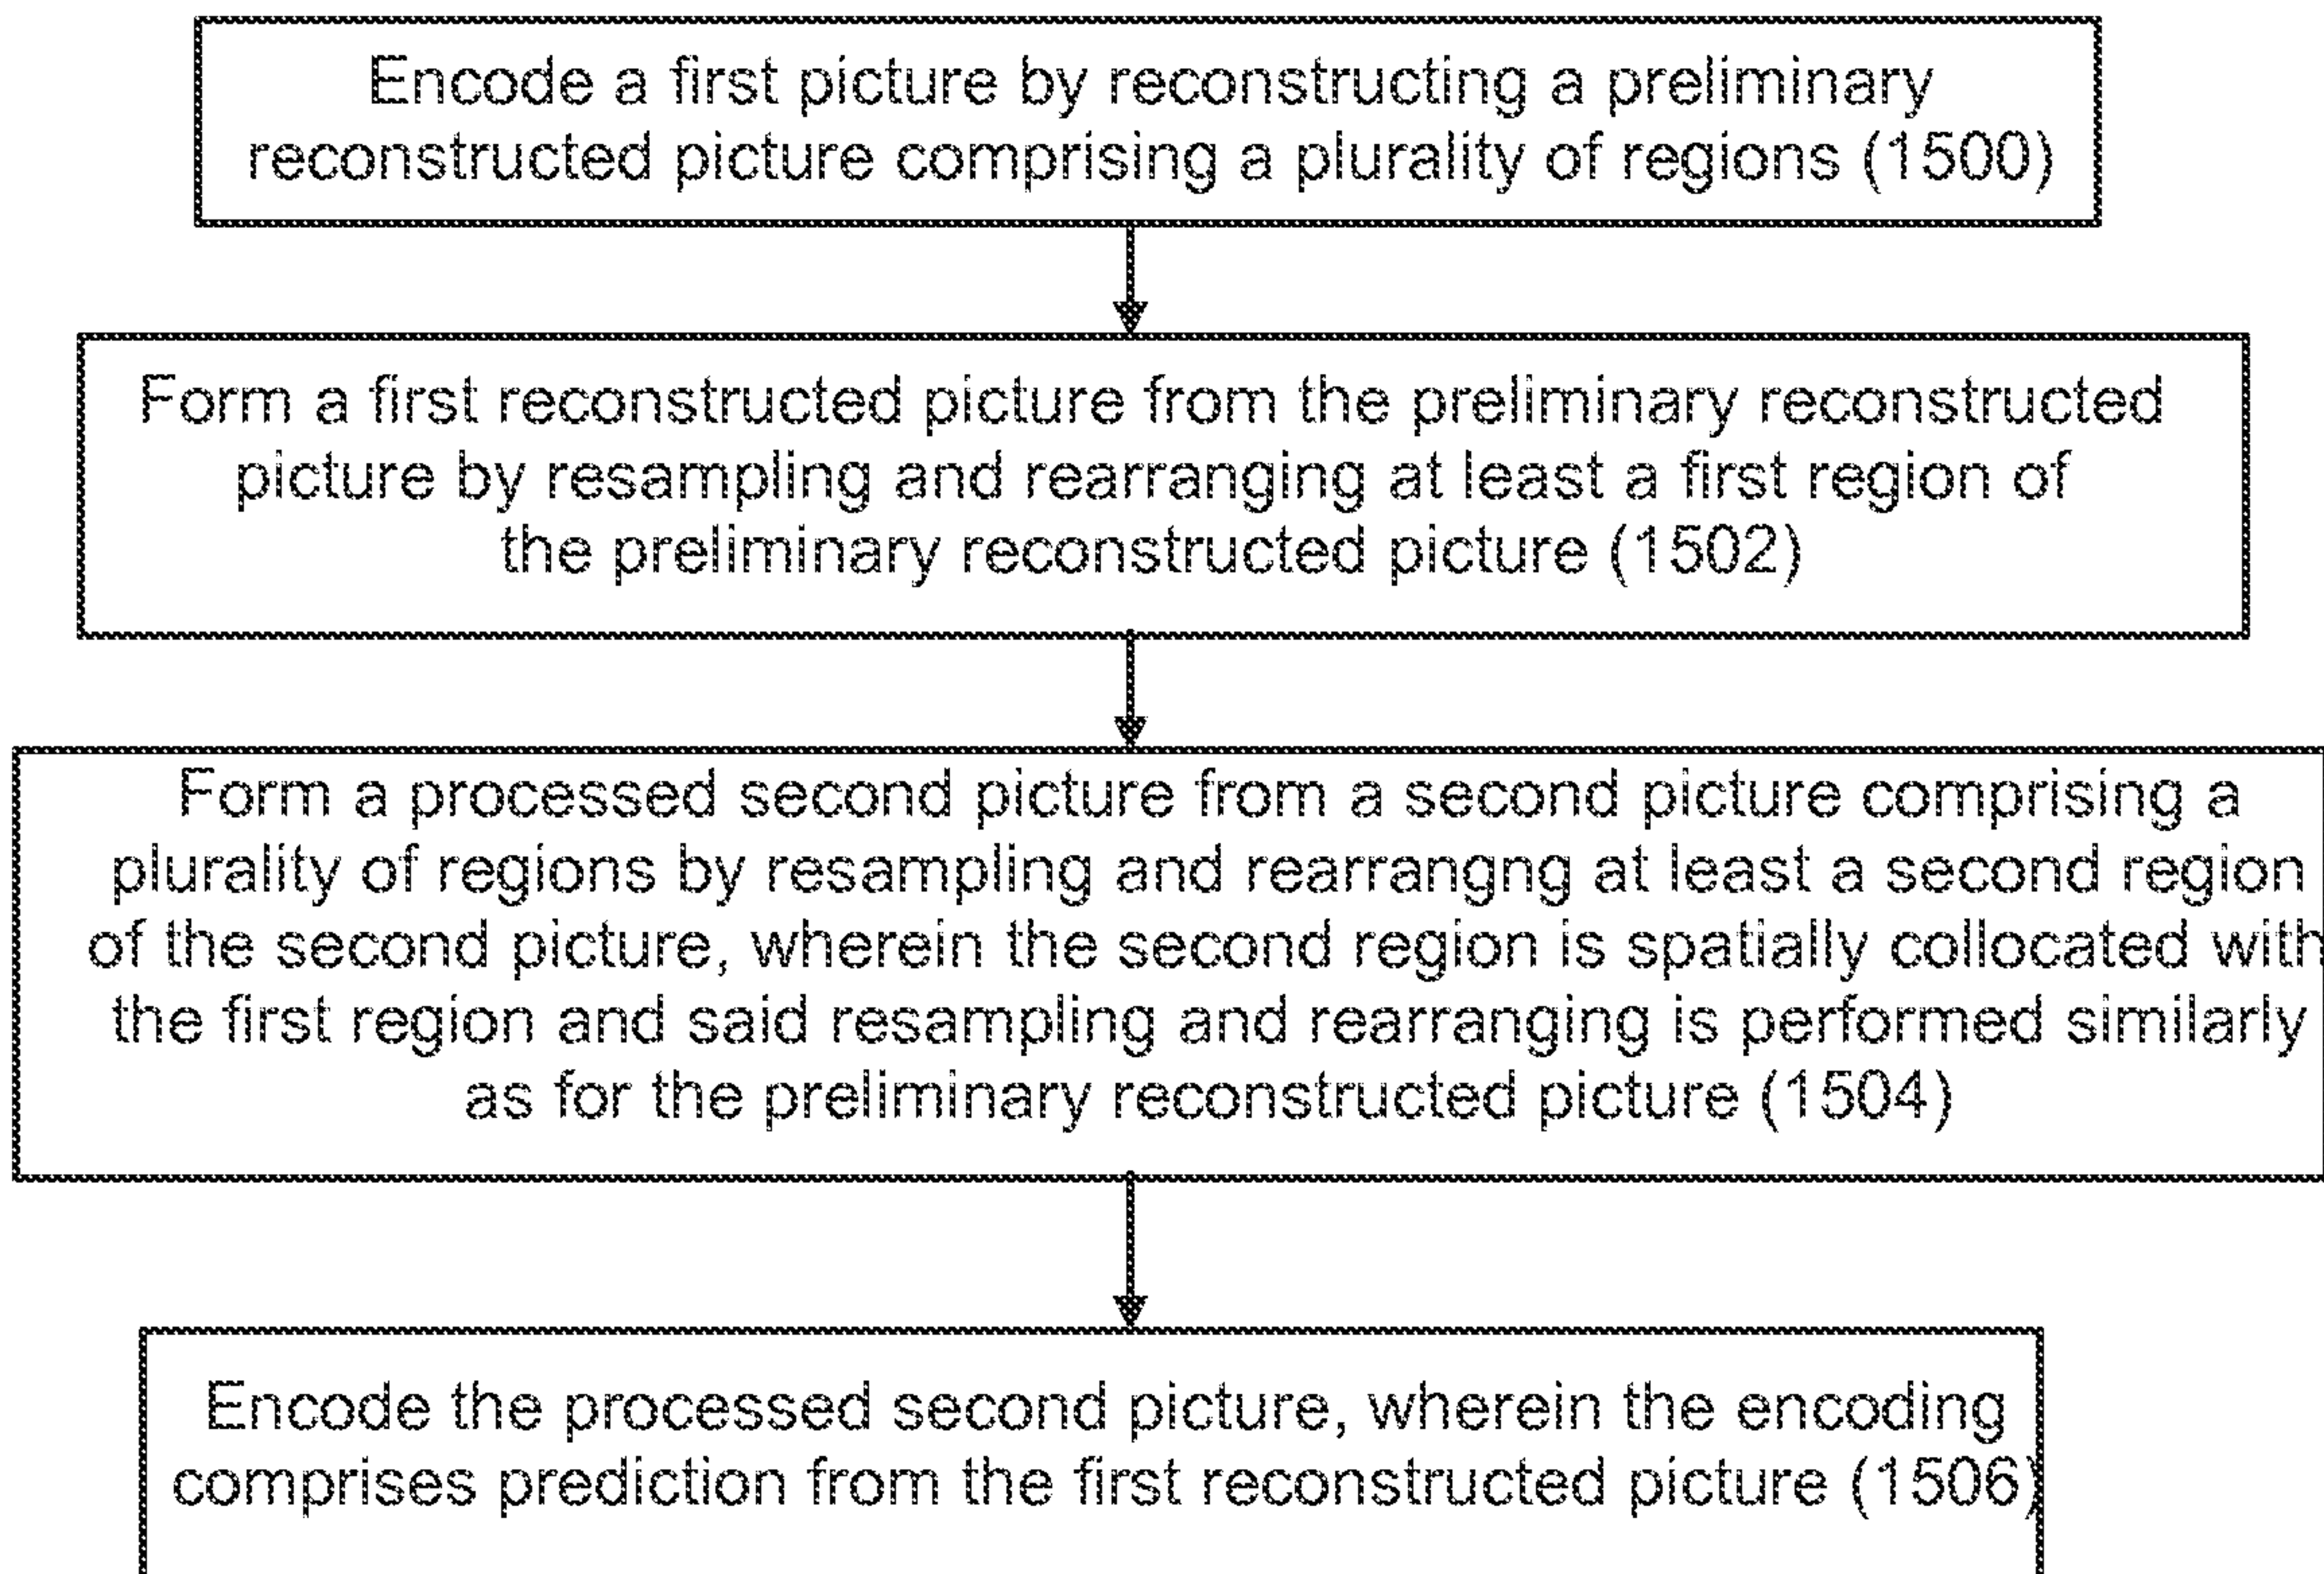 Encode a first picture by reconstructing a preliminary
reconstructed picture comprising a plurality of regions (1500)
Form a first reconstructed picture from the preliminary reconstructed
picture by resampling and rearranging at least a first region of
the preliminary reconstructed picture (1502)
Form a processed second picture from a second picture comprising a
plurality of regions by resampling and rearrangng at least a second region
of the second picture, wherein the second region is spatially collocated with
the first region and said resampling and rearranging is performed similarly
as for the preliminary reconstructed picture (1504)
Encode the processed second picture, wherein the encoding
comprises prediction from the first reconstructed picture (1506)